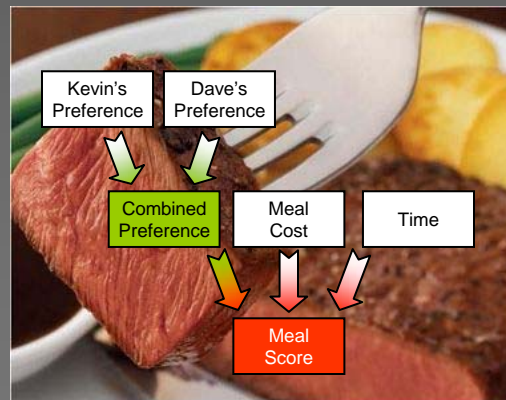 Kevin's
Preference
Dave's
Preference
Combined
Preference
Meal
Cost
Time
Meal
Score